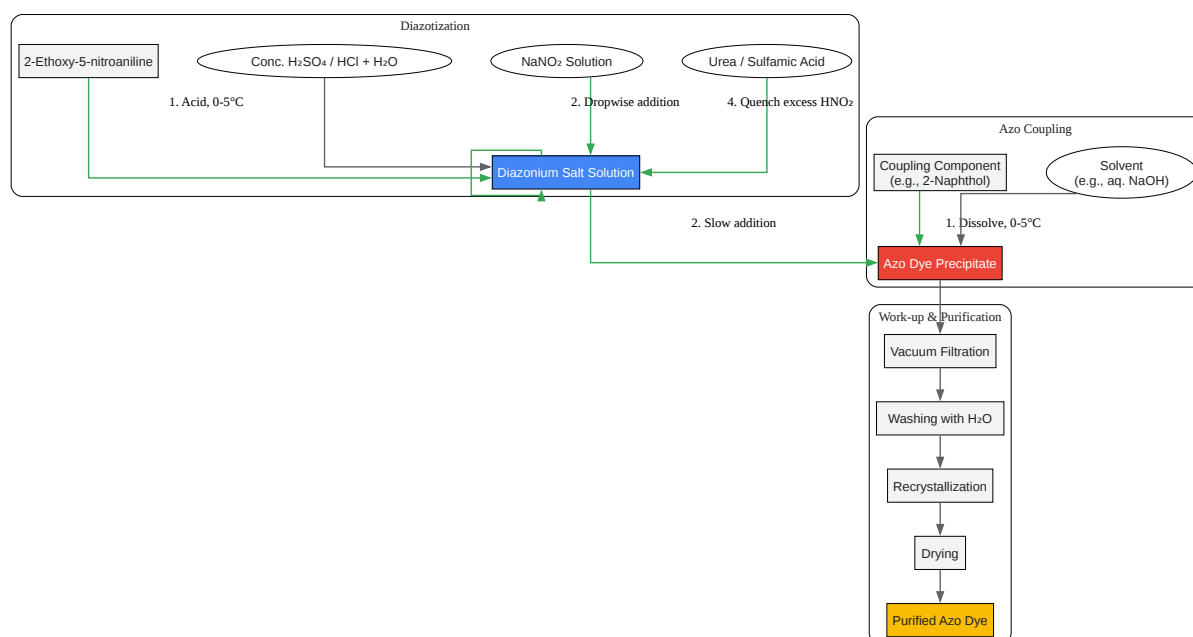 Diazotization
2-Ethoxy-5-nitroaniline
Conc. H₂SO₄ / HCl + H₂O
NaNO₂ Solution
Urea / Sulfamic Acid
1. Acid, 0-5°C
2. Dropwise addition
4. Quench excess HNO₂
Diazonium Salt Solution
Azo Coupling
Coupling Component
(e.g., 2-Naphthol)
Solvent
(e.g., aq. NaOH)
2. Slow addition
1. Dissolve, 0-5°C
Azo Dye Precipitate
Work-up & Purification
Vacuum Filtration
Washing with H₂O
Recrystallization
Drying
Purified Azo Dye